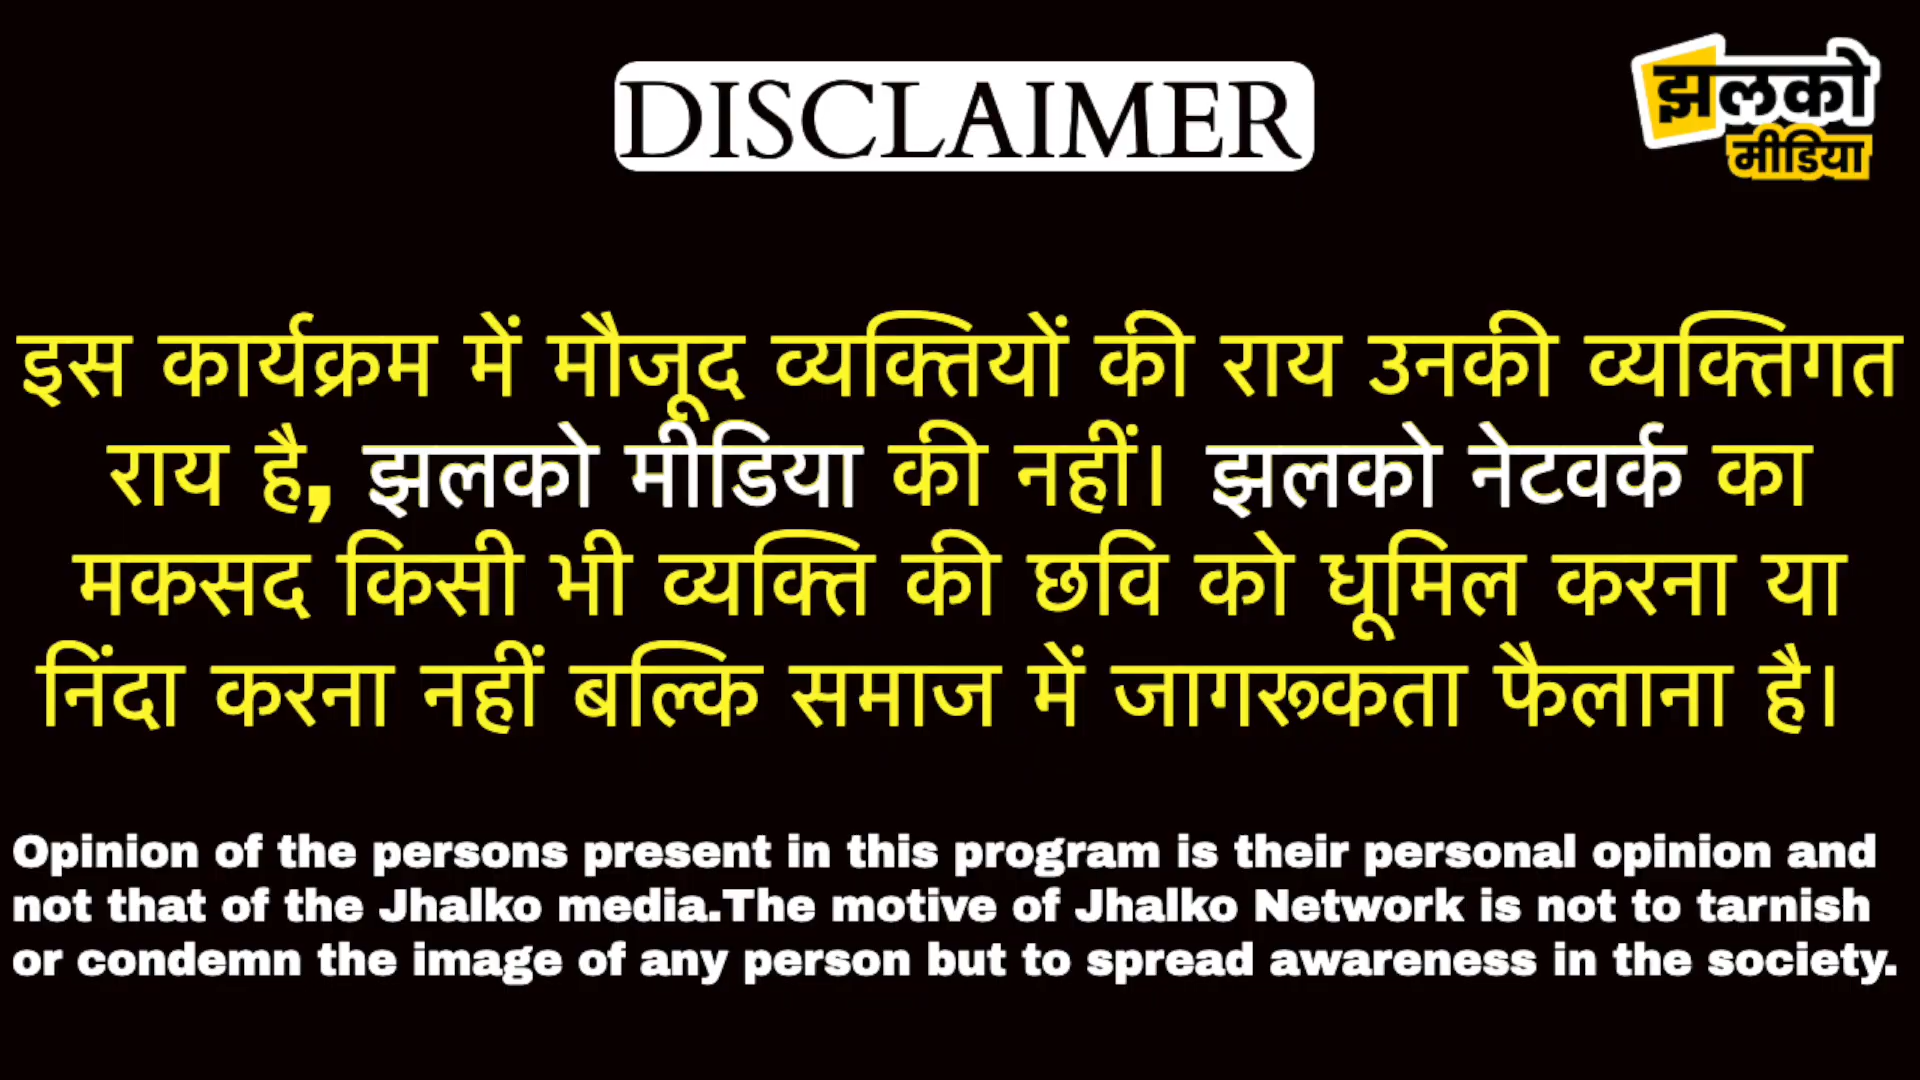 DISCLAIMER
झलको
मीडिया
इस कार्यक्रम में मौजूद व्यक्तियों की राय उनकी व्यक्तिगत
राय है, झलको मीडिया की नहीं। झलको नेटवर्क का
मकसद किसी भी व्यक्ति की छवि को धूमिल करना या
निंदा करना नहीं बल्कि समाज में जागरूकता फैलाना है।
Opinion of the persons present in this program is their personal opinion and
not that of the Jhalko media.The motive of Jhalko Network is not to tarnish
or condemn the image of any person but to spread awareness in the society.